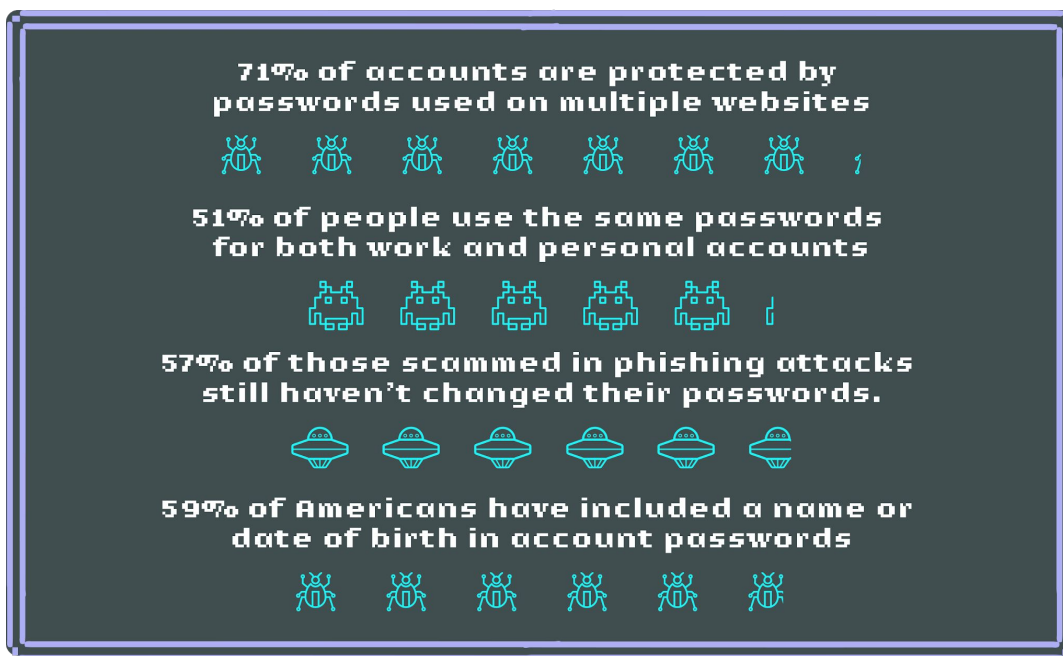 71% of accounts are protected by
passwords used on multiple websites
51% of people use the same passwords
for both work and personal accounts
57% of those scammed in phishing attacks
still haven't changed their passwords.
59% of Americans have included a name or
date of birth in account passwords